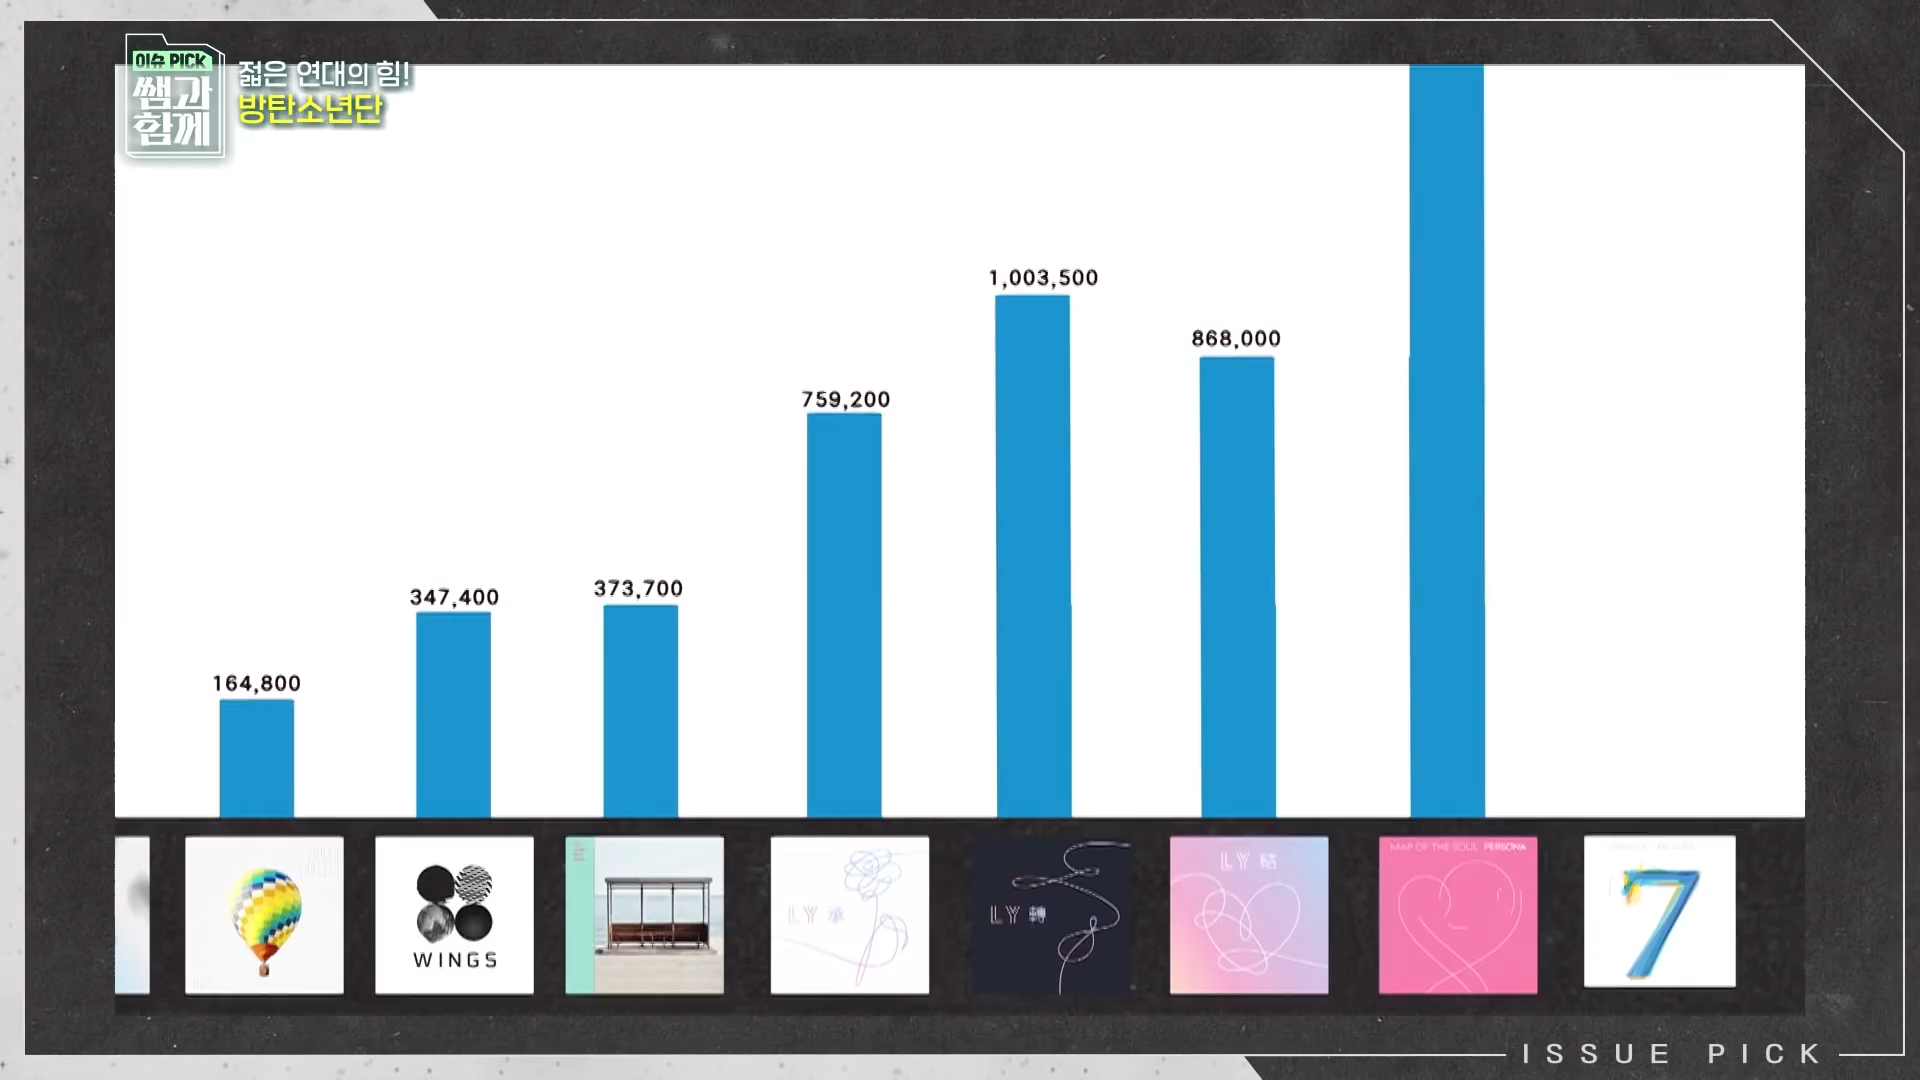 이슈 PICK
쌤과
함께
젊은 연대의 힘!
방탄소년단
1,003,500
868,000
759,200
373,700
347,400
164,800
WINGS
LY 承
LY 轉
LY 結
MAP OF THE SOUL PERSONA
7
ISSUE PICK